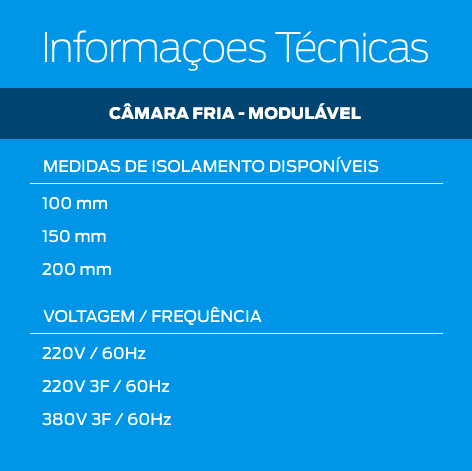 Informaçoes Técnicas
CÂMARA FRIA - MODULÁVEL
MEDIDAS DE ISOLAMENTO DISPONÍVEIS
100 mm
150 mm
200 mm
VOLTAGEM / FREQUÊNCIA
220V / 60Hz
220V 3F / 60Hz
380V 3F / 60Hz